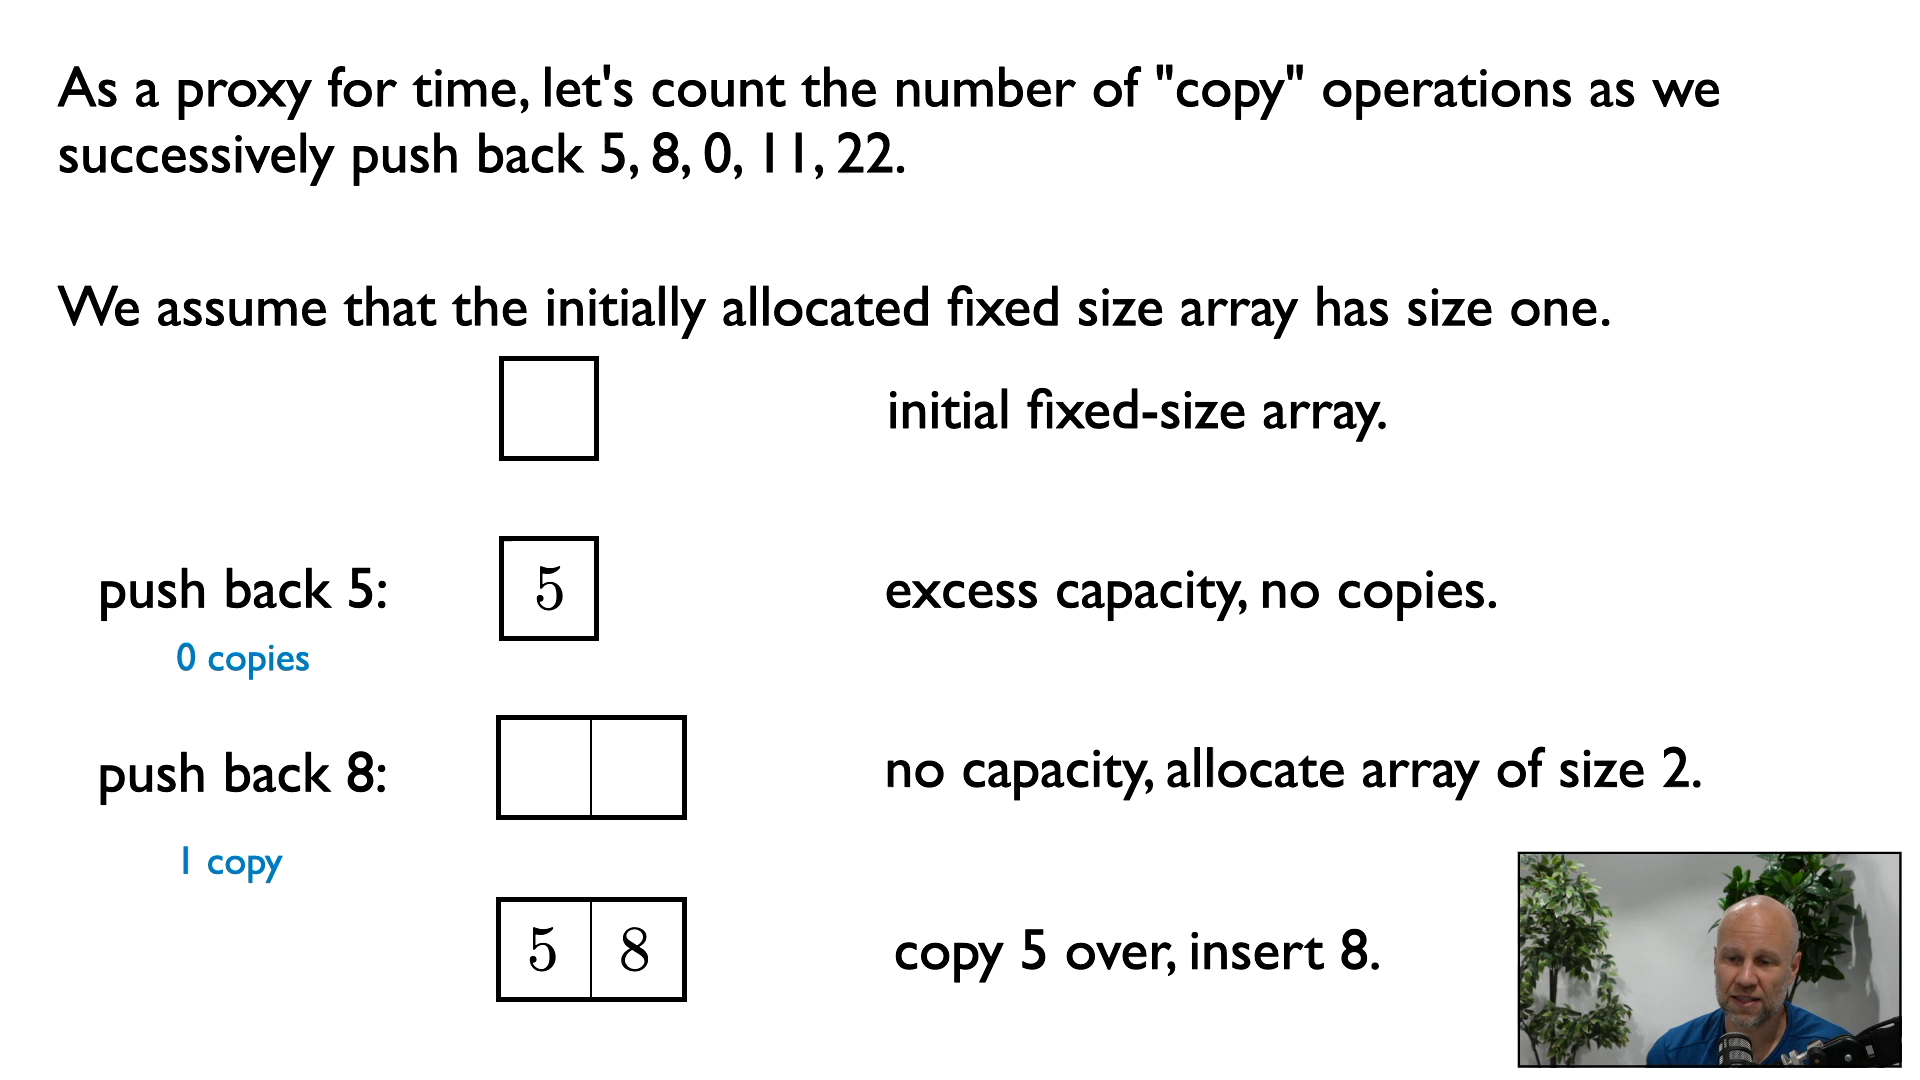 As a proxy for time, let's count the number of "copy" operations as we
successively push back 5, 8, 0, 11, 22.
We assume that the initially allocated fixed size array has size one.
initial fixed-size array.
push back 5:
5
excess capacity, no copies.
0 copies
push back 8:
no capacity, allocate array of size 2.
1 copy
5 8
copy 5 over, insert 8.